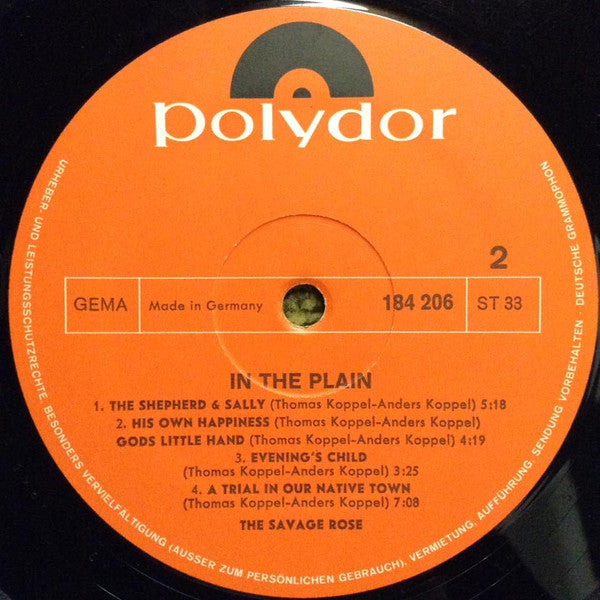 polydor
2
GEMA
Made in Germany
184 206
ST 33
IN THE PLAIN
1. THE SHEPHERD & SALLY (Thomas Koppel-Anders Koppel) 5:18
2. HIS OWN HAPPINESS (Thomas Koppel-Anders Koppel)
GODS LITTLE HAND (Thomas Koppel-Anders Koppel) 4:19
3. EVENING'S CHILD
(Thomas Koppel-Anders Koppel) 3:25
4. A TRIAL IN OUR NATIVE TOWN
(Thomas Koppel-Anders Koppel) 7:08
THE SAVAGE ROSE
URHEBER- UND LEISTUNGSSCHUTZRECHTE, BESONDERS VERVIELFÄLTIGUNG (AUSSER ZUM PERSÖNLICHEN GEBRAUCH), VERMIETUNG, AUFFÜHRUNG, SENDUNG VORBEHALTEN · DEUTSCHE GRAMMOPHON